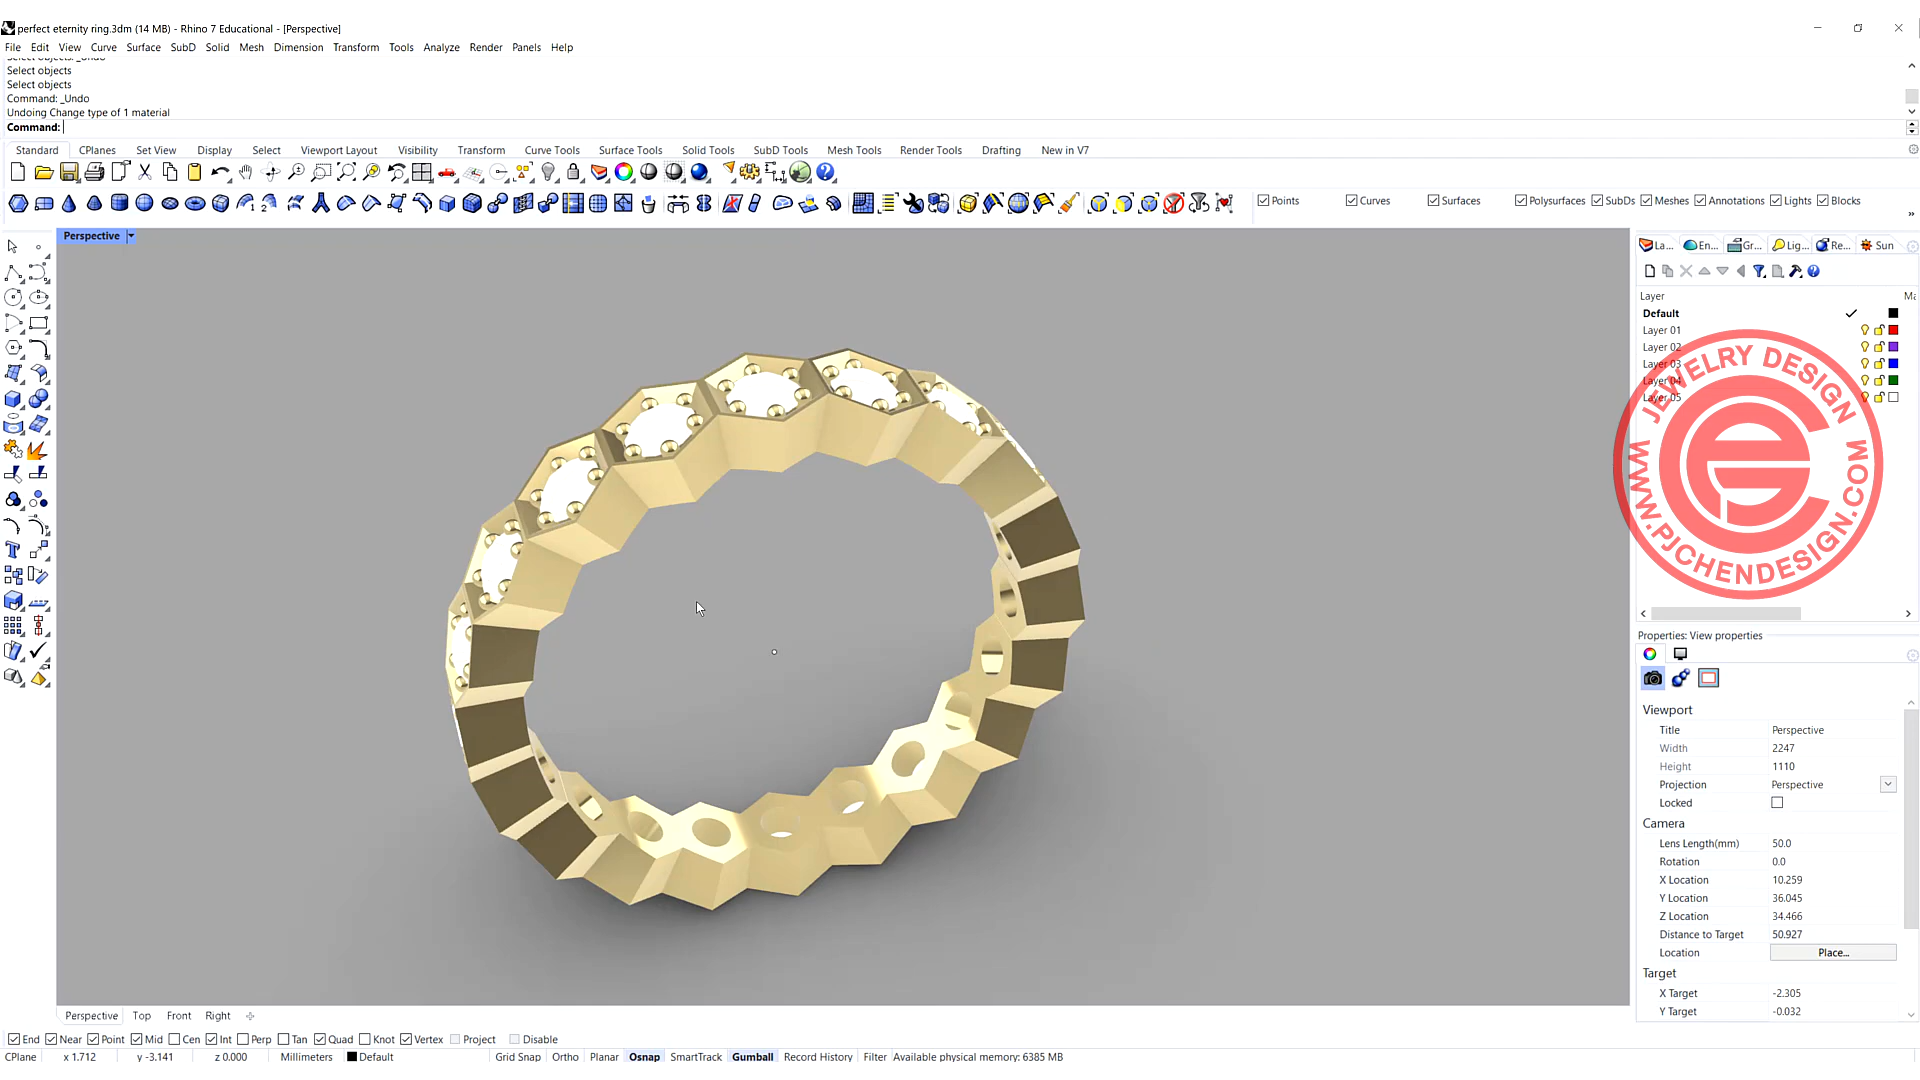 perfect eternity ring.3dm (14 MB) - Rhino 7 Educational - [Perspective]
File Edit View Curve Surface SubD Solid Mesh Dimension Transform Tools Analyze Render Panels Help
Select objects: _Undo
Select objects
Select objects
Command: _Undo
Undoing Change type of 1 material
Command:
Standard CPlanes Set View Display Select Viewport Layout Visibility Transform Curve Tools Surface Tools Solid Tools SubD Tools Mesh Tools Render Tools Drafting New in V7
Points Curves Surfaces Polysurfaces SubDs Meshes Annotations Lights Blocks
Perspective
La... En... Gr... Lig... Re... Sun
Layer
Default
Layer 01
Layer 02
Layer 03
Layer 04
Layer 05
JEWELRY DESIGN
WWW.PJCHENDESIGN.COM
Properties: View properties
Viewport
Title Perspective
Width 2247
Height 1110
Projection Perspective
Locked
Camera
Lens Length(mm) 50.0
Rotation 0.0
X Location 10.259
Y Location 36.045
Z Location 34.466
Distance to Target 50.927
Location Place...
Target
X Target -2.305
Y Target -0.032
Perspective Top Front Right
End Near Point Mid Cen Int Perp Tan Quad Knot Vertex Project Disable
CPlane x 1.712 y -3.141 z 0.000 Millimeters Default Grid Snap Ortho Planar Osnap SmartTrack Gumball Record History Filter Available physical memory: 6385 MB